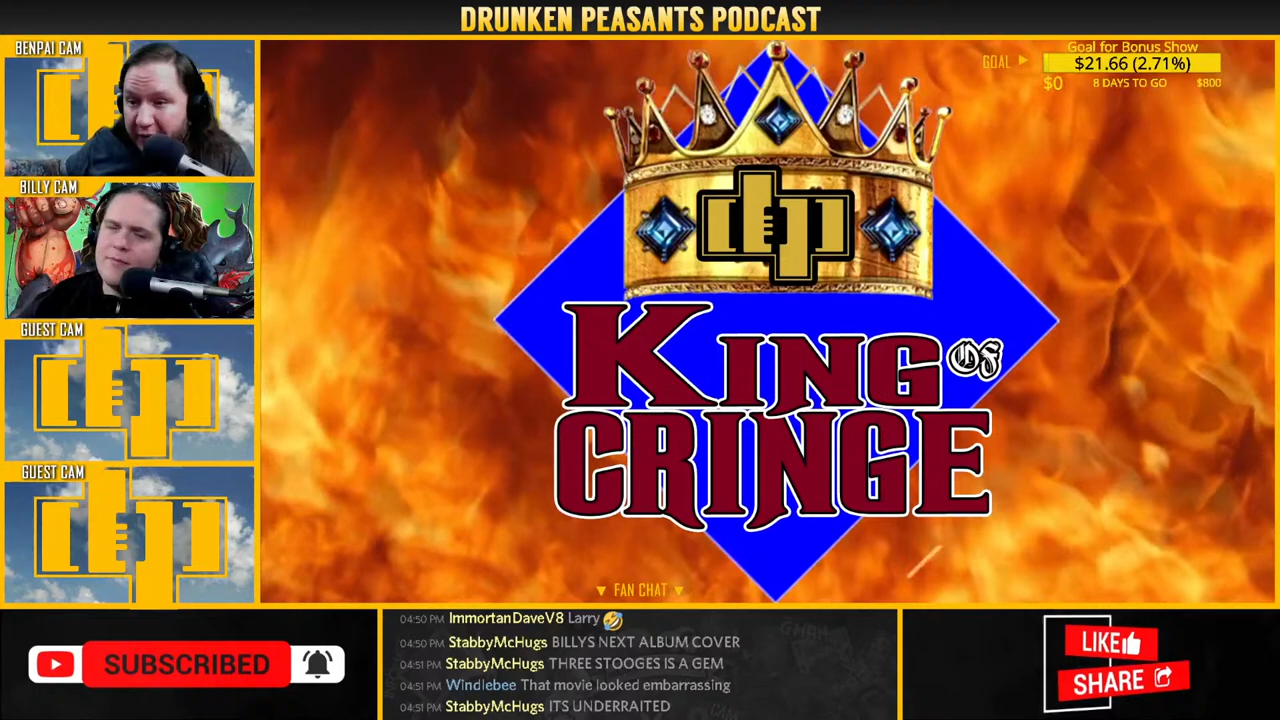 DRUNKEN PEASANTS PODCAST
BENPAI CAM
BILLY CAM
GUEST CAM
GUEST CAM
Goal for Bonus Show
GOAL ▶ $21.66 (2.71%)
$0 8 DAYS TO GO $800
KING OF
CRINGE
▼ FAN CHAT ▼
04:50 PM ImmortanDaveV8 Larry 🤣
04:50 PM StabbyMcHugs BILLYS NEXT ALBUM COVER
04:51 PM StabbyMcHugs THREE STOOGES IS A GEM
04:51 PM Windlebee That movie looked embarrassing
04:51 PM StabbyMcHugs ITS UNDERRAITED
SUBSCRIBED
LIKE
SHARE